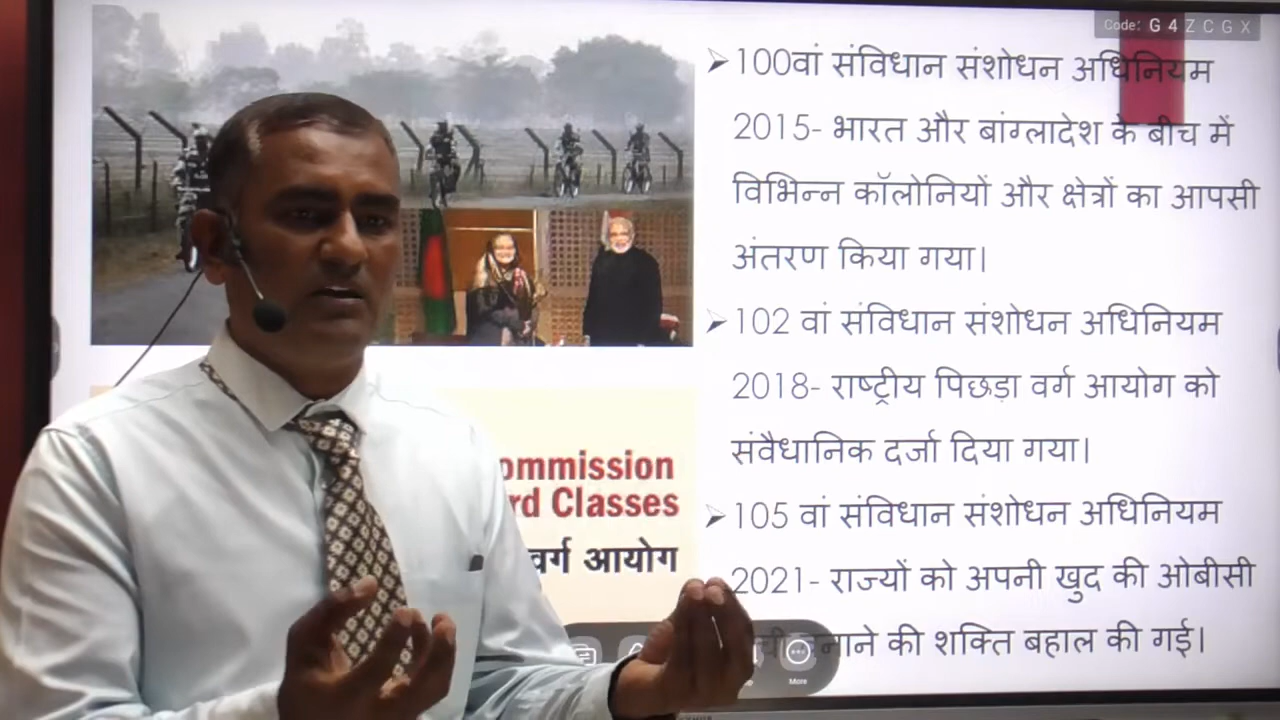 Code: G 4 Z C G X
100वां संविधान संशोधन अधिनियम
2015- भारत और बांग्लादेश के बीच में
विभिन्न कॉलोनियों और क्षेत्रों का आपसी
अंतरण किया गया।
102 वां संविधान संशोधन अधिनियम
2018- राष्ट्रीय पिछड़ा वर्ग आयोग को
संवैधानिक दर्जा दिया गया।
105 वां संविधान संशोधन अधिनियम
2021- राज्यों को अपनी खुद की ओबीसी
की शक्ति बहाल की गई।
ommission
rd Classes
वर्ग आयोग
More